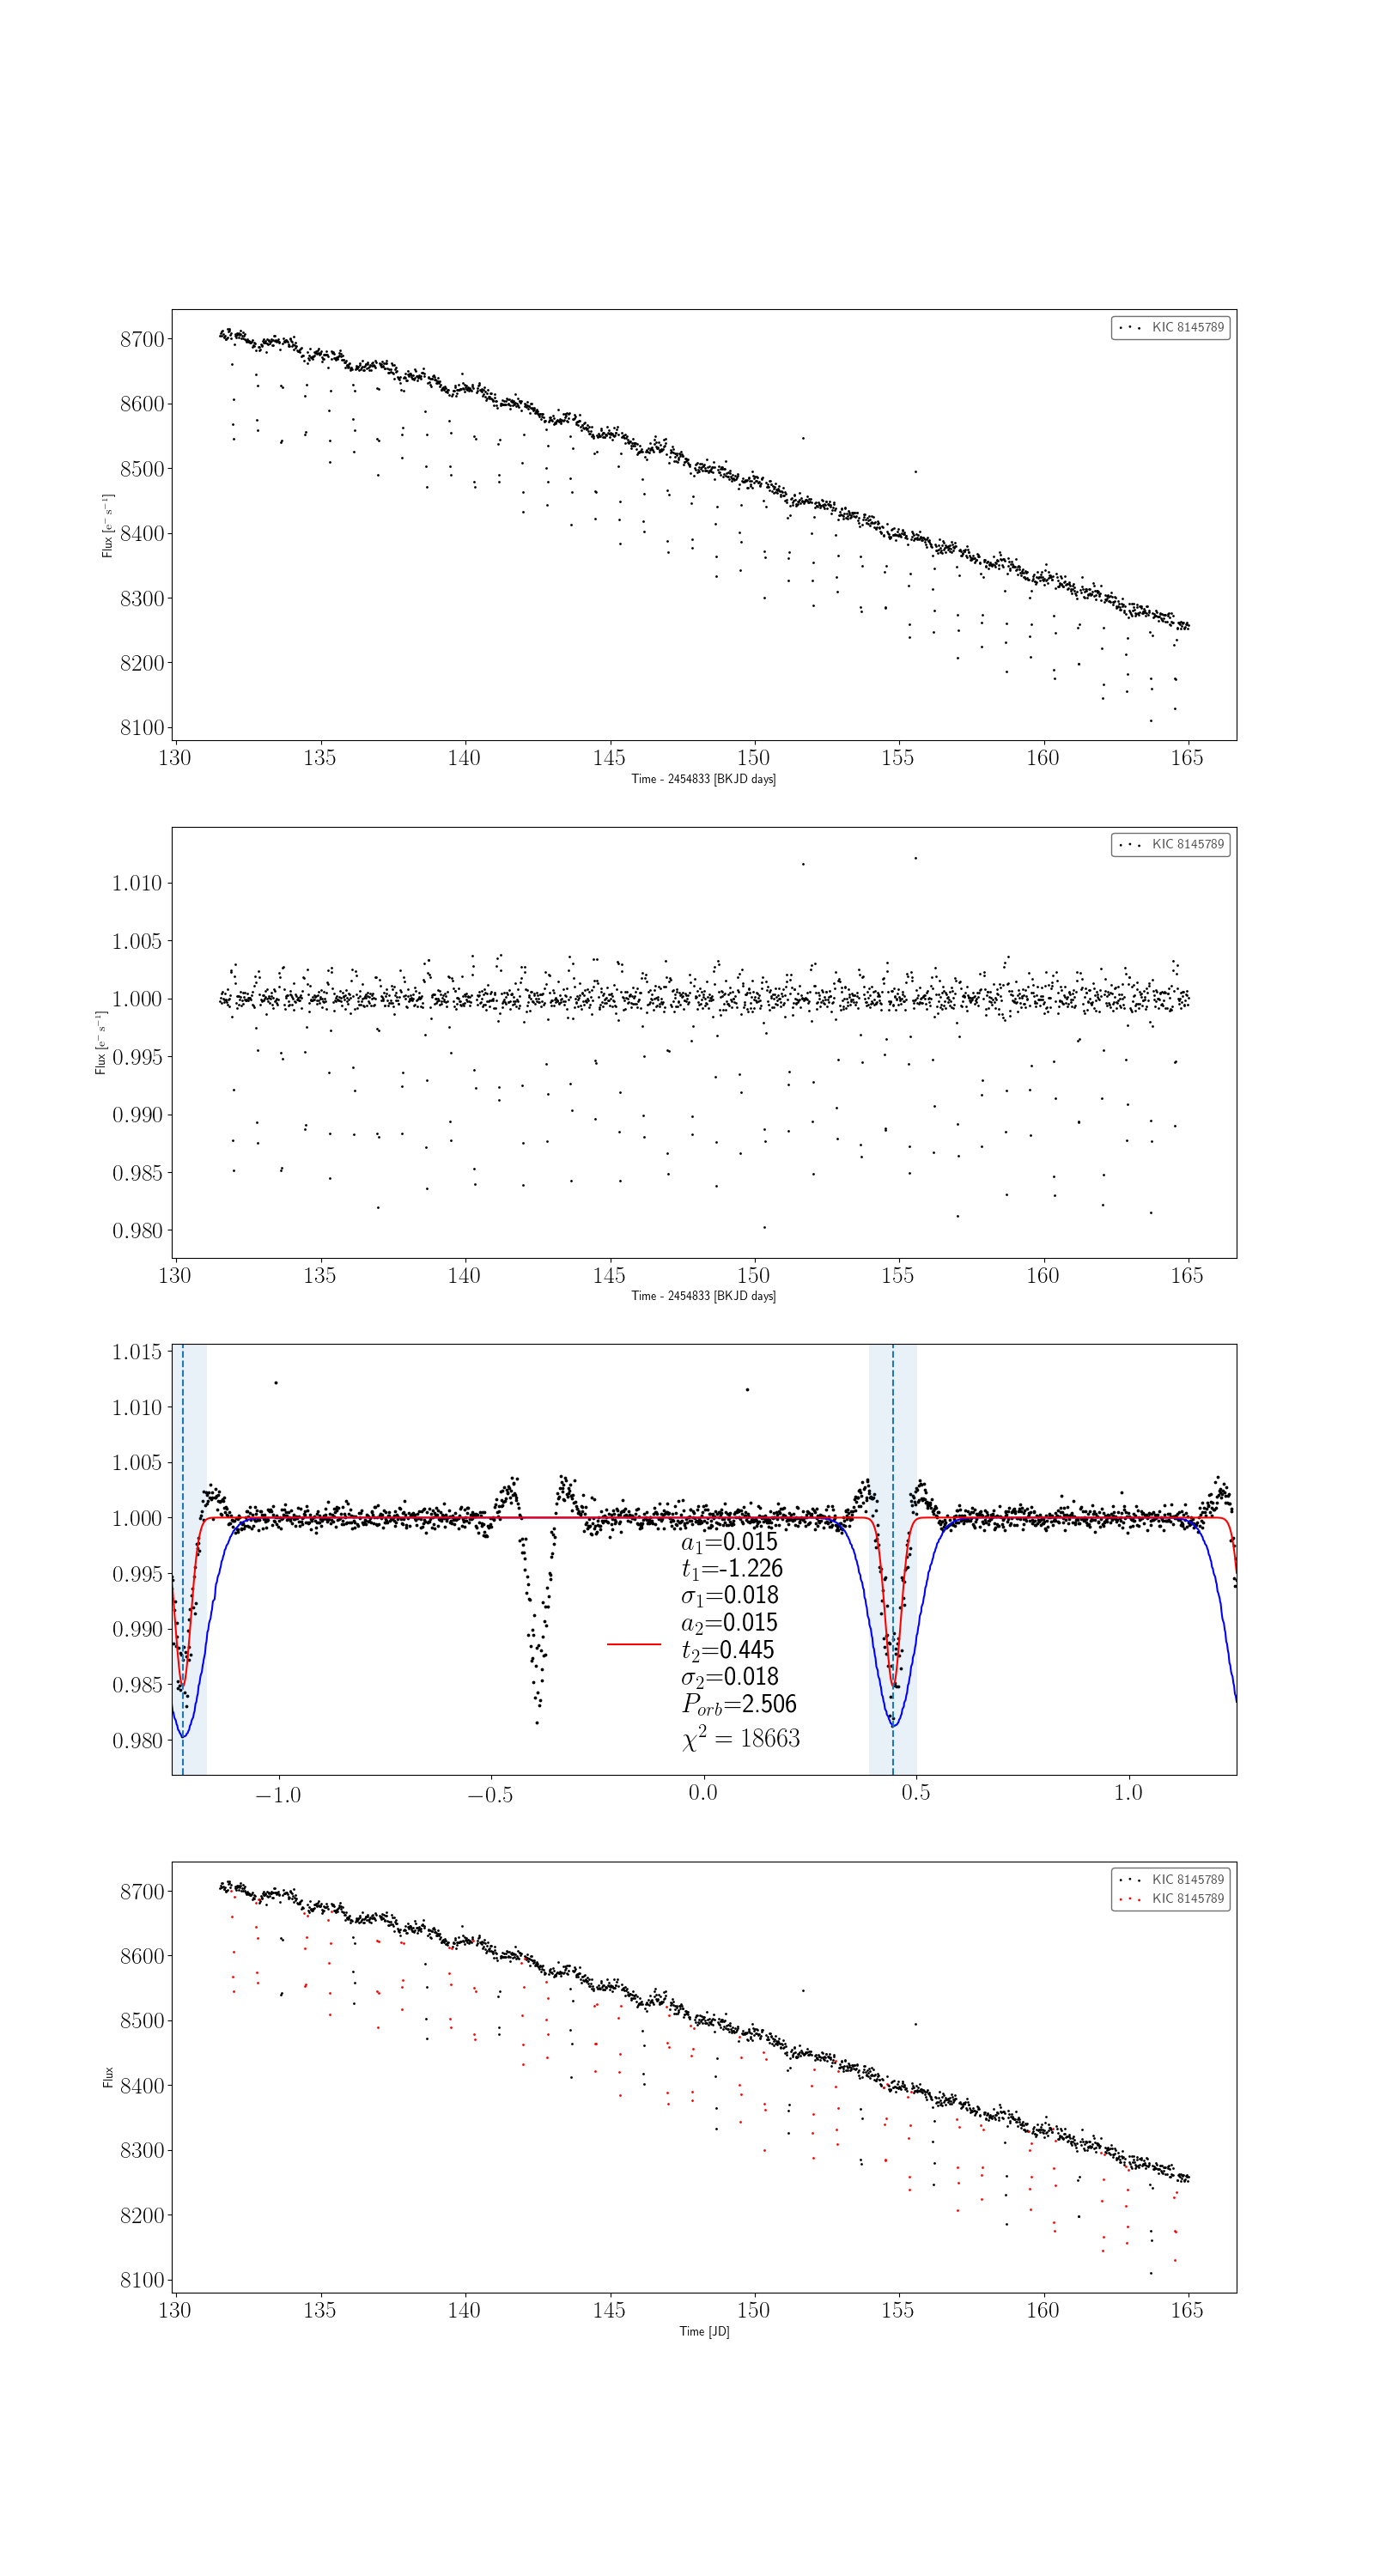 8700
8600
8500
8400
8300
8200
8100
Flux [e⁻ s⁻¹]
KIC 8145789
130 135 140 145 150 155 160 165
Time - 2454833 [BKJD days]
1.010
1.005
1.000
0.995
0.990
0.985
0.980
Flux [e⁻ s⁻¹]
KIC 8145789
130 135 140 145 150 155 160 165
Time - 2454833 [BKJD days]
1.015
1.010
1.005
1.000
0.995
0.990
0.985
0.980
a₁=0.015
t₁=-1.226
σ₁=0.018
a₂=0.015
t₂=0.445
σ₂=0.018
P_orb=2.506
χ² = 18663
−1.0 −0.5 0.0 0.5 1.0
8700
8600
8500
8400
8300
8200
8100
Flux
KIC 8145789
KIC 8145789
130 135 140 145 150 155 160 165
Time [JD]